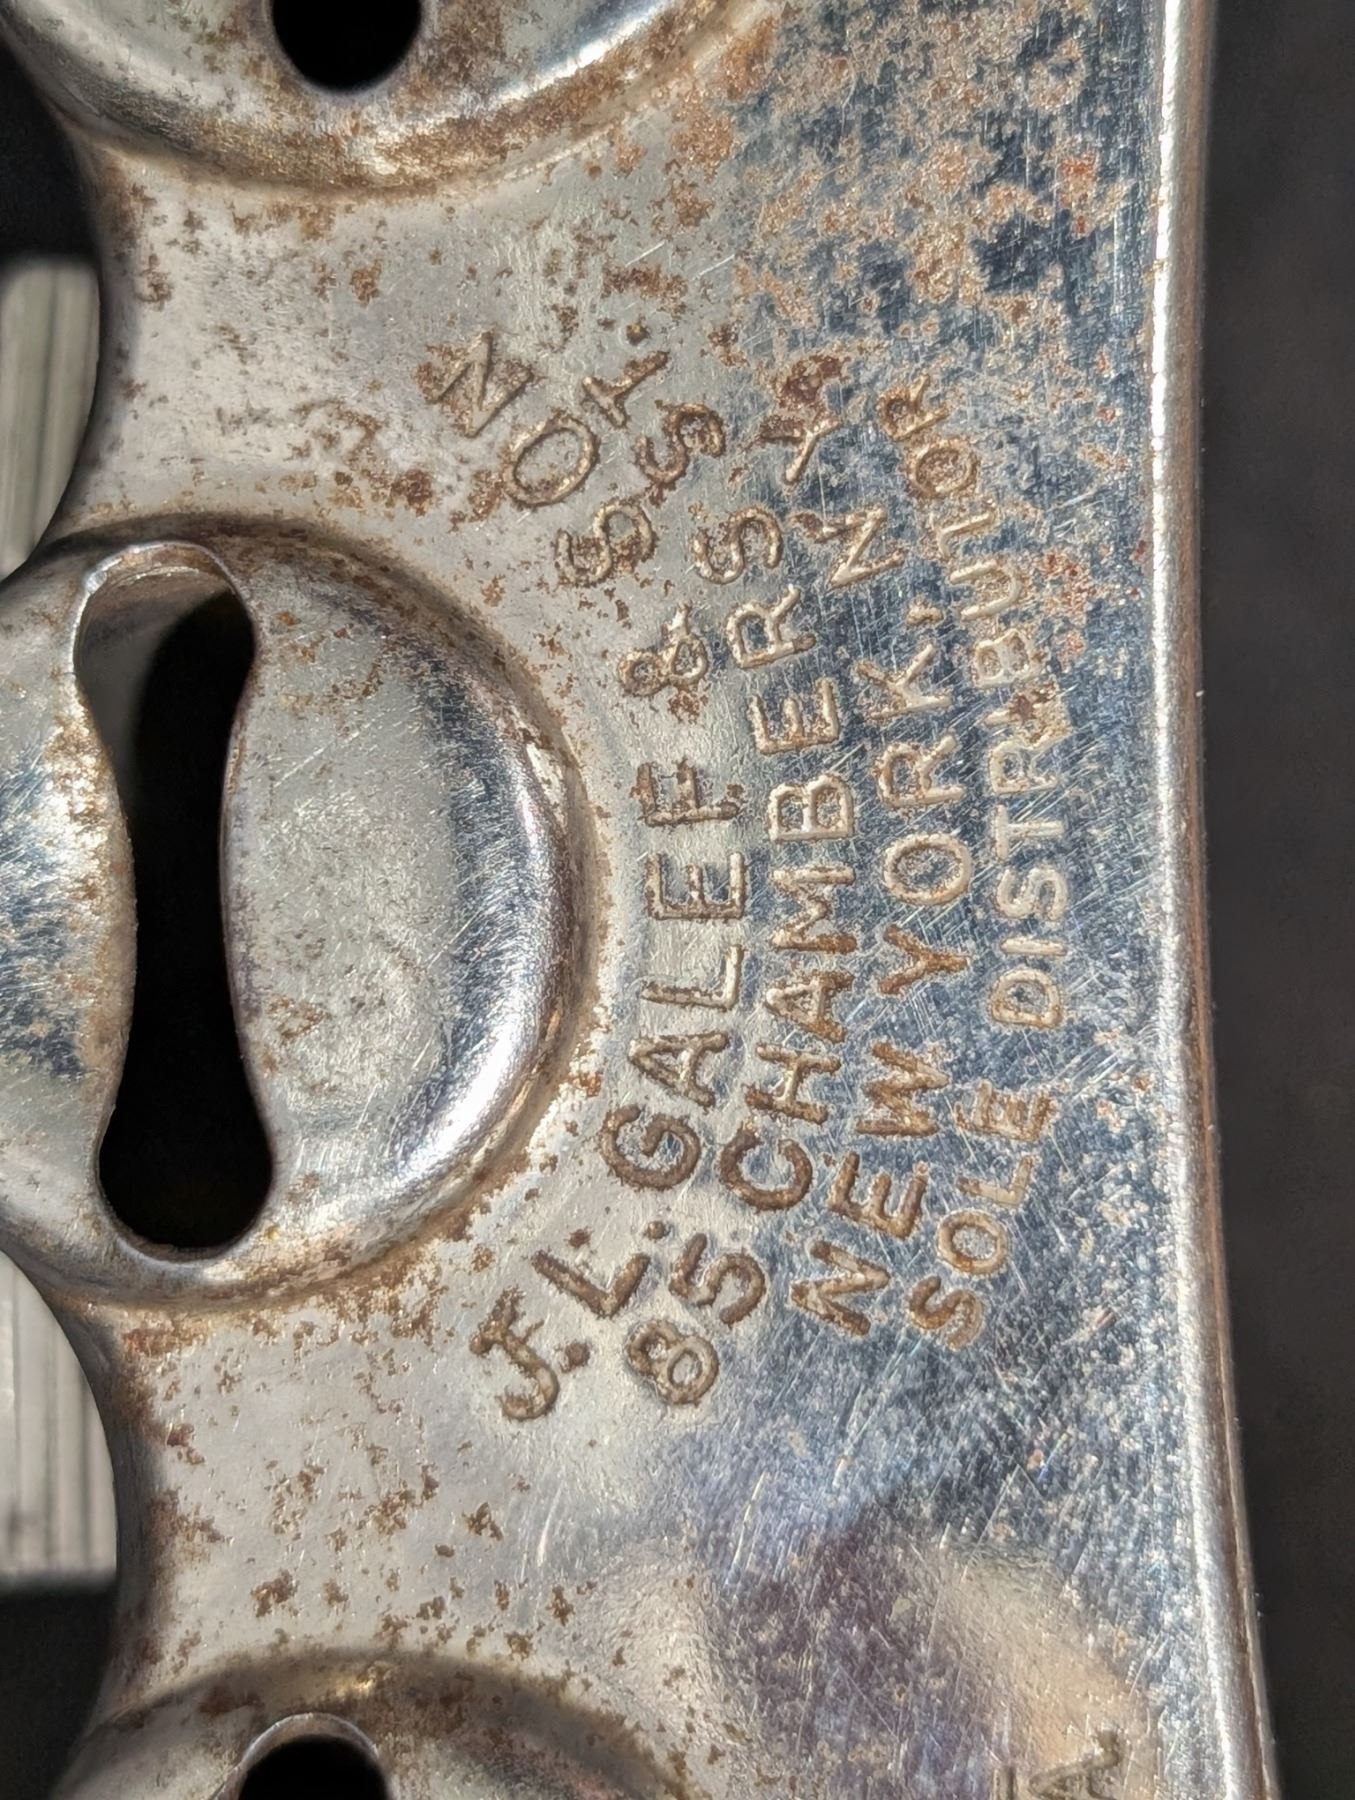 J.L. GALEF & SON
85 CHAMBERS ST.
NEW YORK, N Y
SOLE DISTRIBUTOR